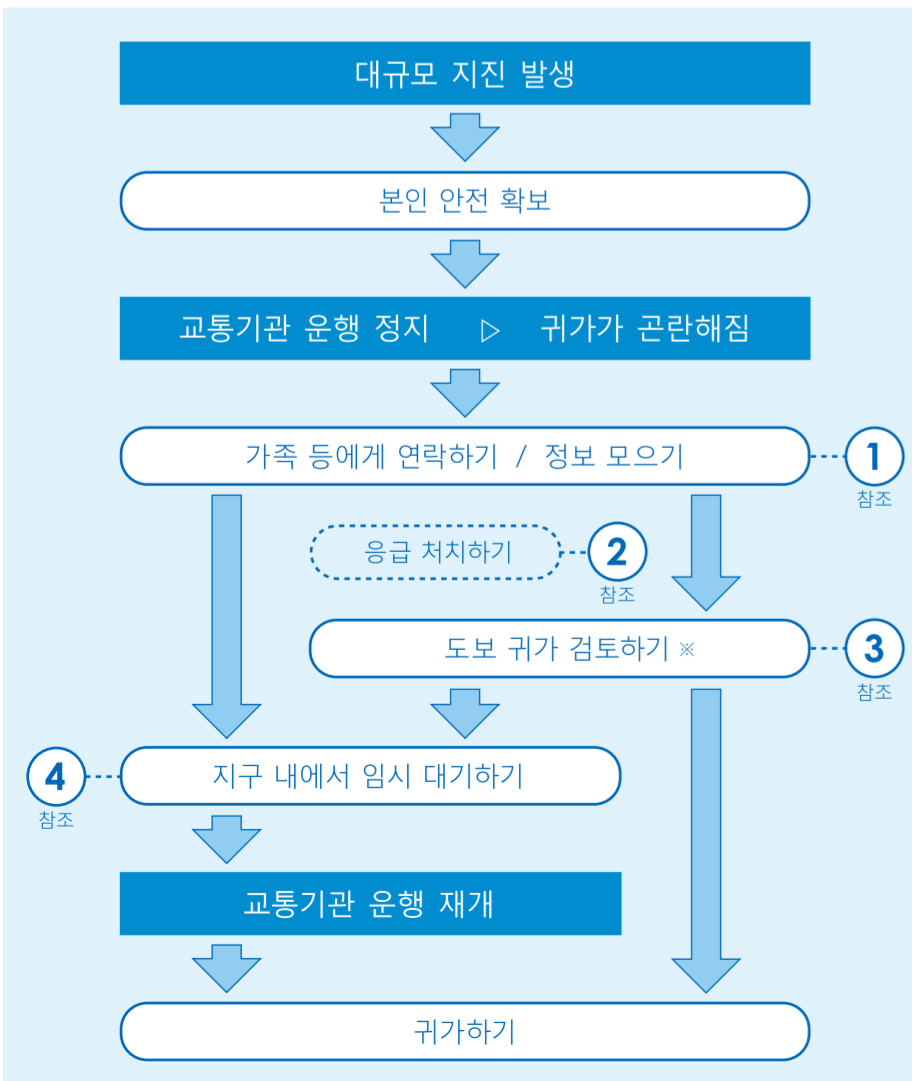 대규모 지진 발생
본인 안전 확보
교통기관 운행 정지 ▷ 귀가가 곤란해짐
가족 등에게 연락하기 / 정보 모으기
1
참조
응급 처치하기
2
참조
도보 귀가 검토하기 ※
3
참조
4
참조
지구 내에서 임시 대기하기
교통기관 운행 재개
귀가하기